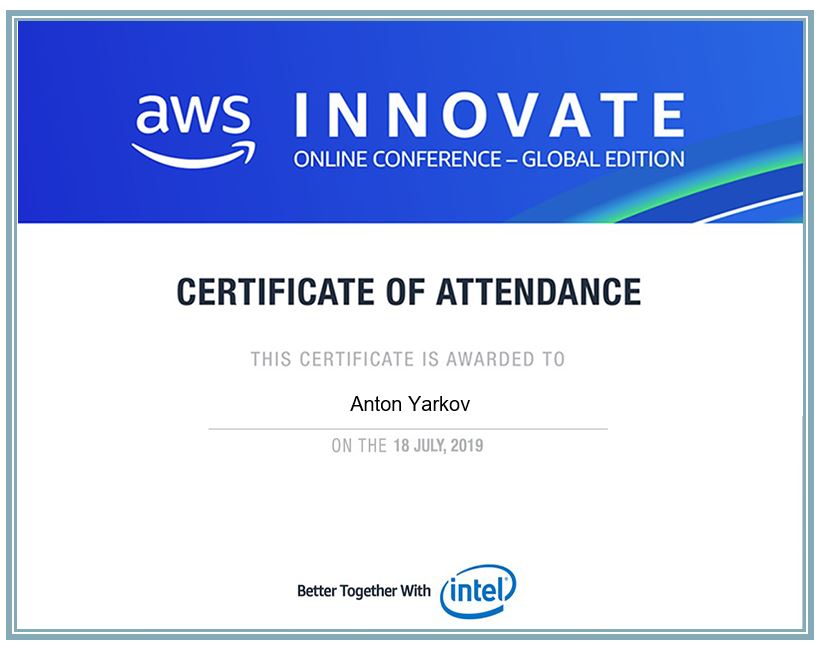 aws INNOVATE
ONLINE CONFERENCE – GLOBAL EDITION
CERTIFICATE OF ATTENDANCE
THIS CERTIFICATE IS AWARDED TO
Anton Yarkov
ON THE 18 JULY, 2019
Better Together With intel